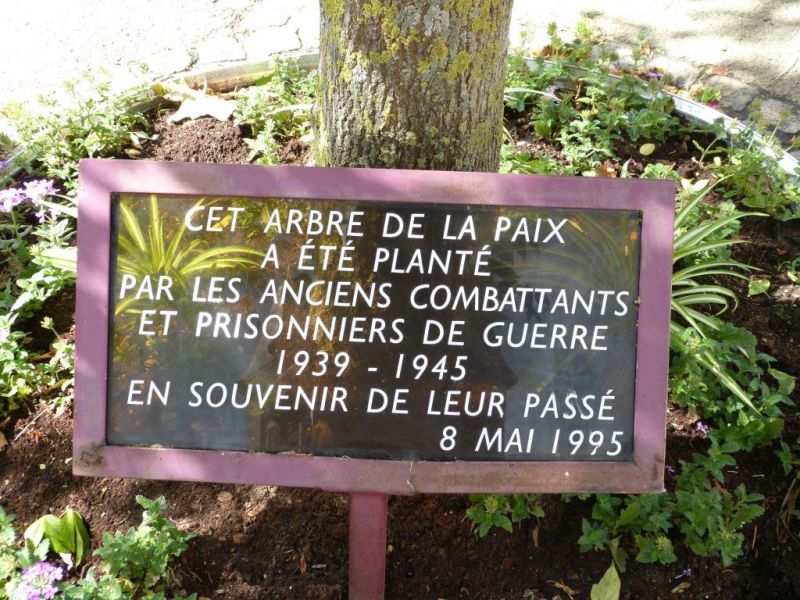 CET ARBRE DE LA PAIX
A ÉTÉ PLANTÉ
PAR LES ANCIENS COMBATTANTS
ET PRISONNIERS DE GUERRE
1939 - 1945
EN SOUVENIR DE LEUR PASSÉ
8 MAI 1995